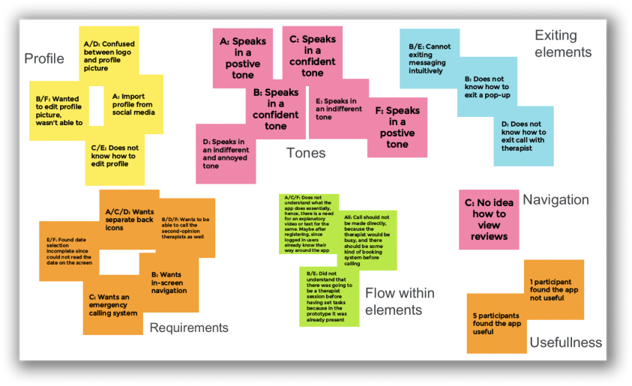 Profile
A/D: Confused
between logo
and profile
picture
B/F: Wanted
to edit profile
picture,
wasn't able to
A: Import
profile from
social media
C/E: Does not
know how to
edit profile
A: Speaks
in a
postive
tone
C: Speaks
in a
confident
tone
B: Speaks
in a
confident
tone
E: Speaks in
an indifferent
tone
F: Speaks
in a
postive
tone
D: Speaks in
an indifferent
and annoyed
tone
Tones
Exiting
elements
B/E: Cannot
exiting
messaging
intuitively
B: Does not
know how to
exit a pop-up
D: Does not
know how to
exit call with
therapist
A/C/D: Wants
separate back
icons
B/D/F: Wants to be
able to call the
second-opinion
therapists as well
E/F: Found date
selection
incomplete since
could not read the
date on the screen
B: Wants
in-screen
navigation
C: Wants an
emergency
calling system
Requirements
A/C/F: Does not
understand what the
app does essentially,
hence, there is a need
for an explanatory
video or text for the
same. Maybe after
registering, since
logged in users
already know their
way around the app
AE: Call should not
be made directly,
because the
therapist would be
busy, and there
should be some
kind of booking
system before
calling
B/E: Did not
understand that
there was going to
be a therapist
session before
having set tasks
because in the
prototype it was
already present
Flow within
elements
C: No idea
how to
view
reviews
Navigation
1 participant
found the app
not useful
5 participants
found the app
useful
Usefullness